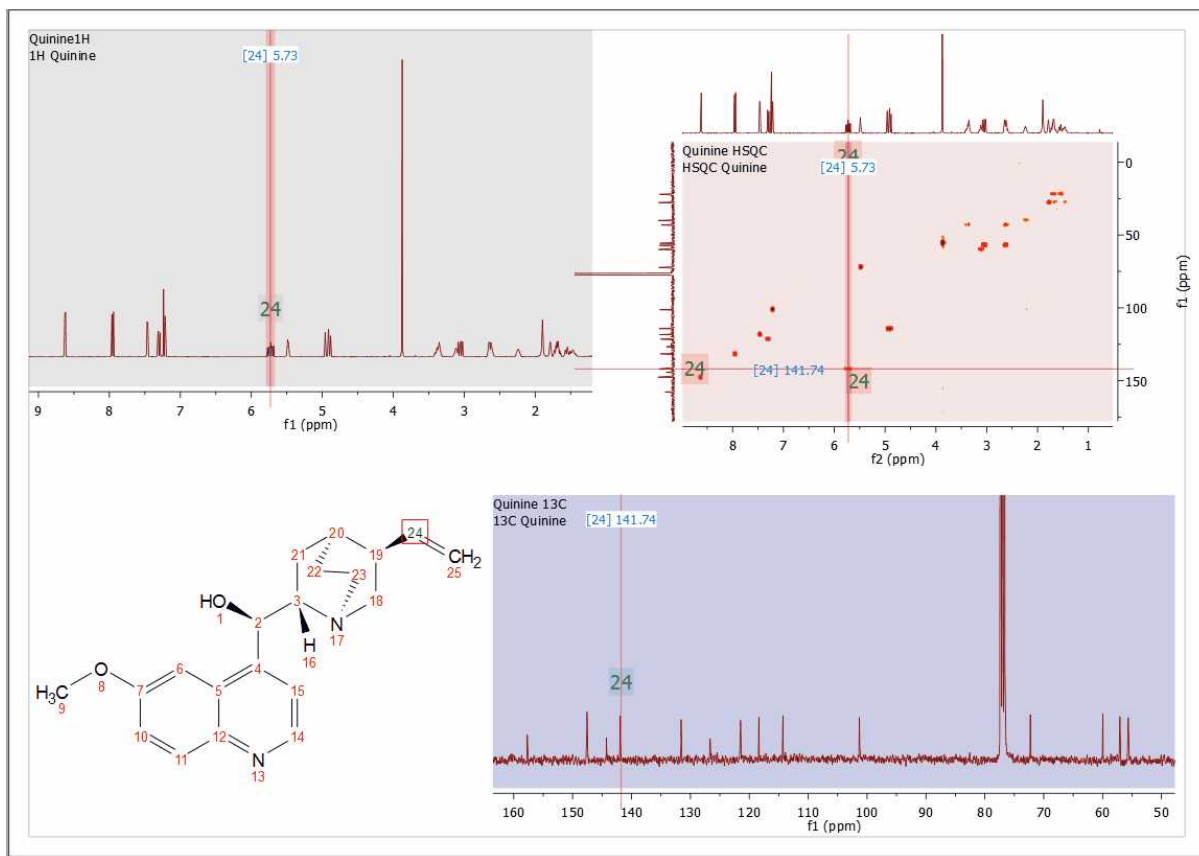 Quinine1H
1H Quinine
[24] 5.73
24
9 8 7 6 5 4 3 2
f1 (ppm)
Quinine HSQC
HSQC Quinine
24
[24] 5.73
24
[24] 141.74
24
0
50
100
150
f1 (ppm)
8 7 6 5 4 3 2 1
f2 (ppm)
20
24
21
19
22
23
25
CH2
HO
1
3
18
2
N
17
H
16
4
O
8
6
15
7
5
H3C
9
10
12
14
11
N
13
Quinine 13C
13C Quinine
[24] 141.74
24
160 150 140 130 120 110 100 90 80 70 60 50
f1 (ppm)